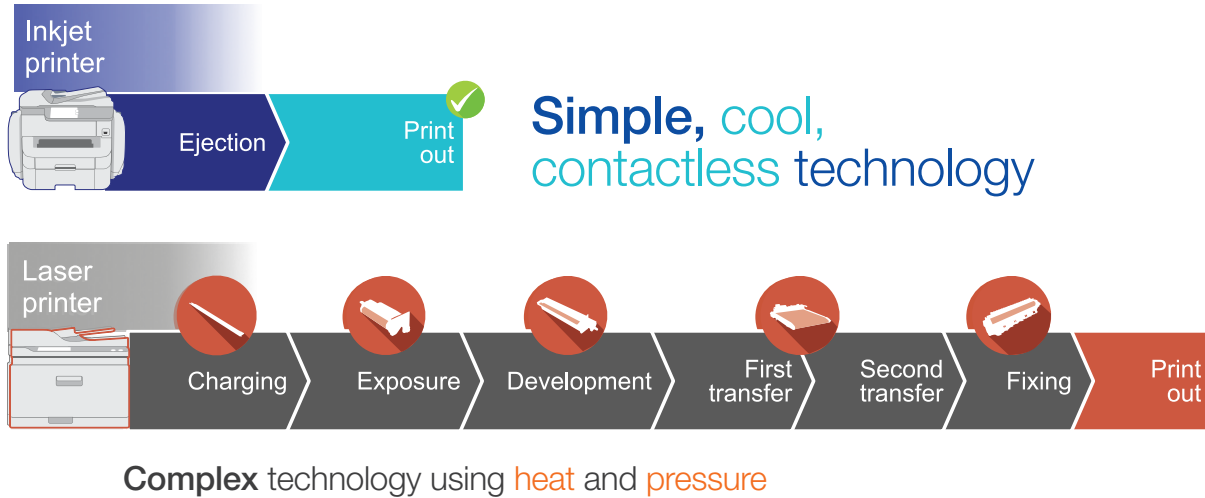 Inkjet
printer
Ejection
Print
out
Simple, cool,
contactless technology
Laser
printer
Charging
Exposure
Development
First
transfer
Second
transfer
Fixing
Print
out
Complex technology using heat and pressure